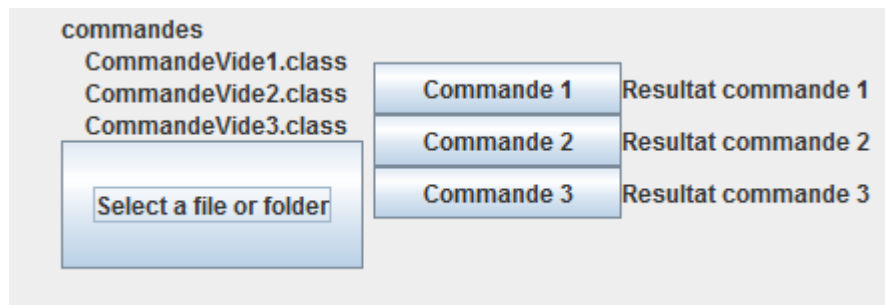 commandes
CommandeVide1.class
CommandeVide2.class
CommandeVide3.class
Select a file or folder
Commande 1 Resultat commande 1
Commande 2 Resultat commande 2
Commande 3 Resultat commande 3